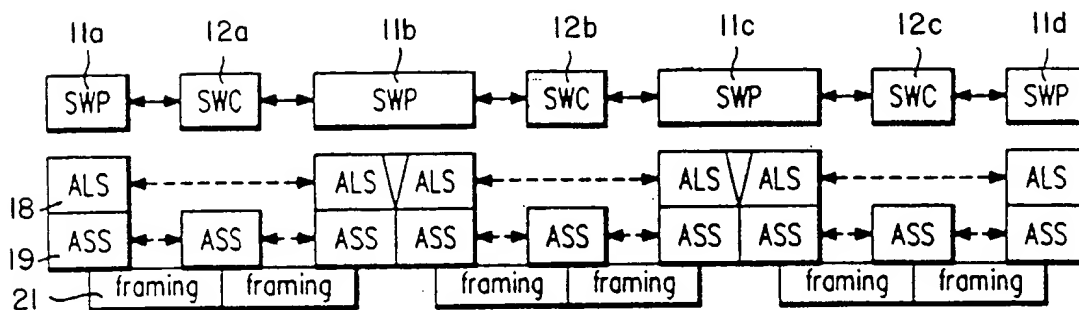 11a 12a 11b 12b 11c 12c 11d
SWP SWC SWP SWC SWP SWC SWP
18 ALS ALS ALS ALS ALS ALS
19 ASS ASS ASS ASS ASS ASS ASS ASS ASS
21 framing framing framing framing framing framing